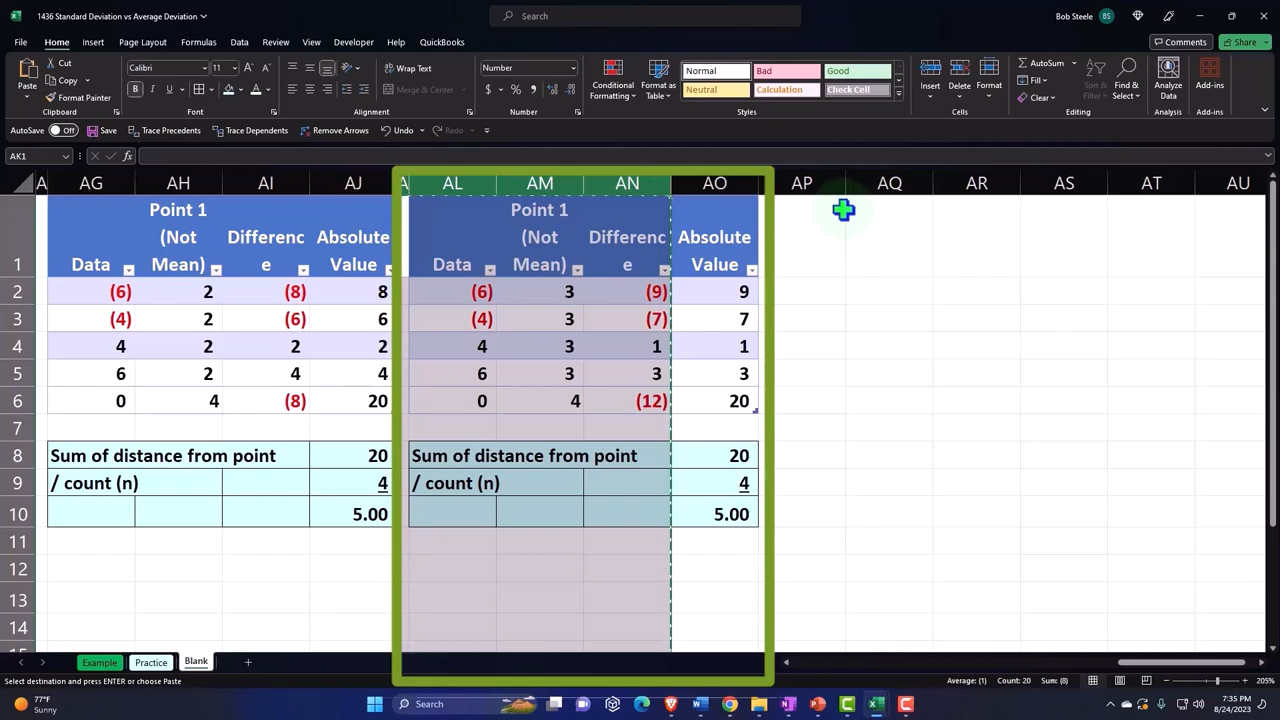 1436 Standard Deviation vs Average Deviation
Search
Bob Steele BS
File Home Insert Page Layout Formulas Data Review View Developer Help QuickBooks
Comments Share
Paste Cut Copy Format Painter
Calibri 11
Wrap Text
Merge & Center
Number
Conditional Formatting
Format as Table
Normal Bad Good
Neutral Calculation Check Cell
Insert Delete Format
AutoSum Fill Clear
Sort & Filter
Find & Select
Analyze Data
Add-ins
Clipboard Font Alignment Number Styles Cells Editing Analysis Add-ins
AutoSave Off Save Trace Precedents Trace Dependents Remove Arrows Undo Redo
AK1 fx
A AG AH AI AJ A AL AM AN AO AP AQ AR AS AT AU
Point 1 Point 1
(Not Differenc Absolute (Not Differenc Absolute
1 Data Mean) e Value Data Mean) e Value
2 (6) 2 (8) 8 (6) 3 (9) 9
3 (4) 2 (6) 6 (4) 3 (7) 7
4 4 2 2 2 4 3 1 1
5 6 2 4 4 6 3 3 3
6 0 4 (8) 20 0 4 (12) 20
7
8 Sum of distance from point 20 Sum of distance from point 20
9 / count (n) 4 / count (n) 4
10 5.00 5.00
11
12
13
14
15
Example Practice Blank
Select destination and press ENTER or choose Paste Average: (1) Count: 20 Sum: (8) 205%
77°F
Sunny
Search
7:35 PM
8/24/2023